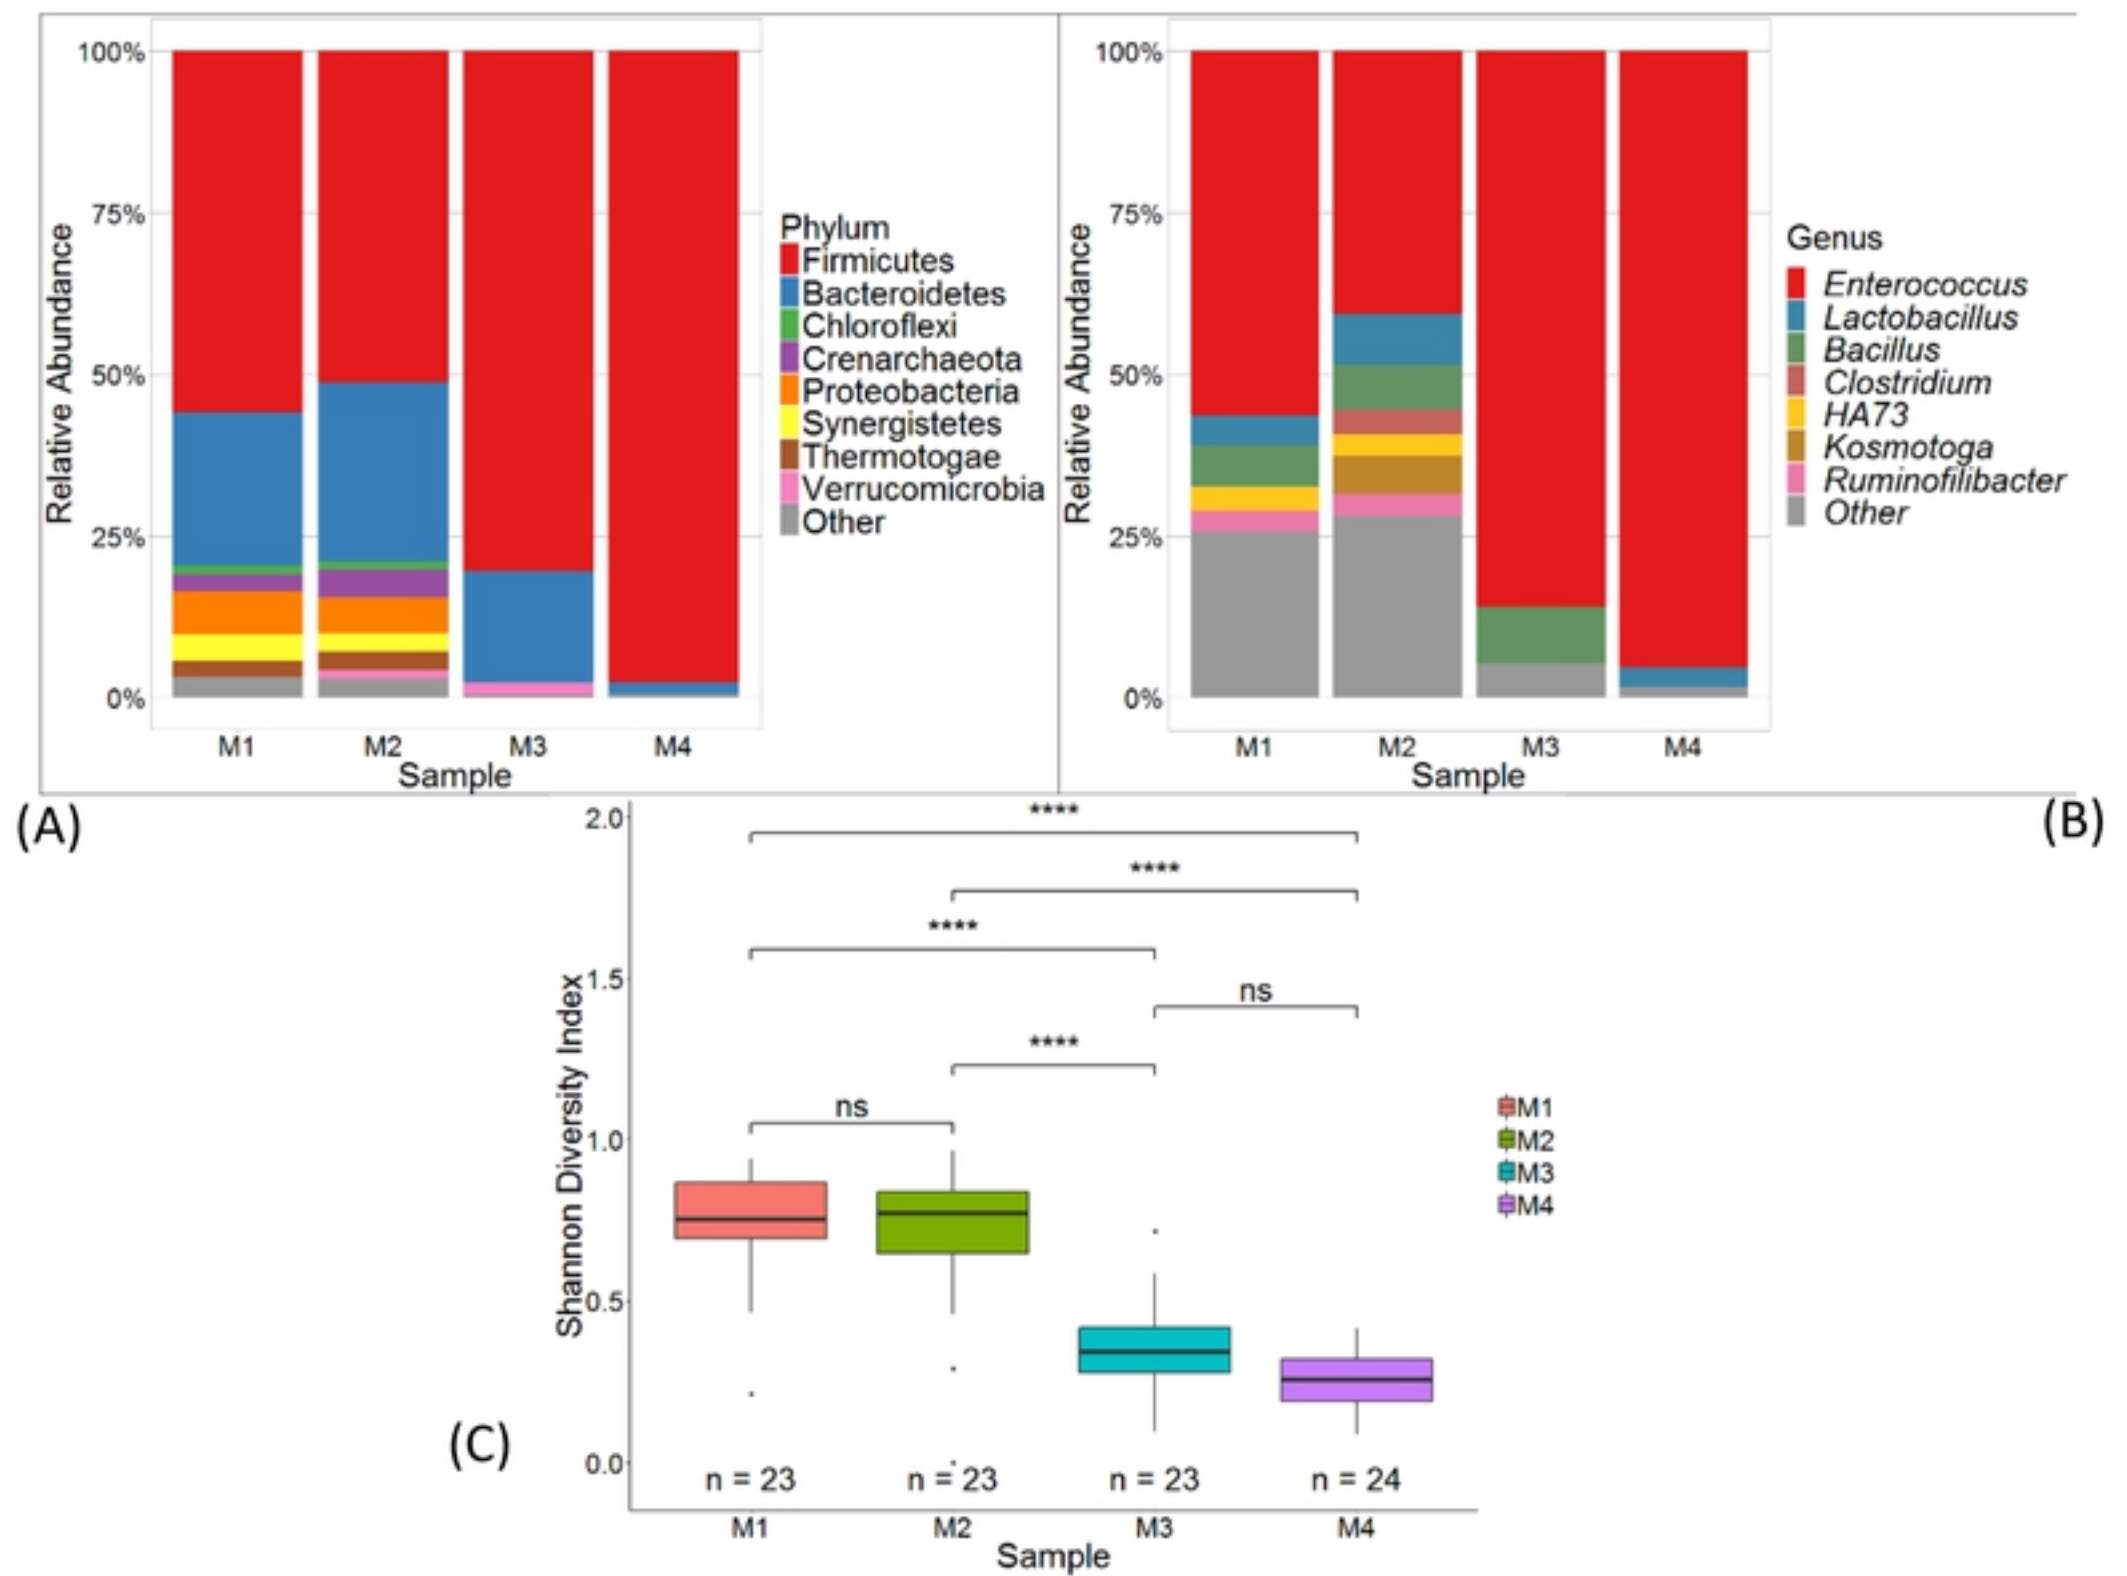 100%
75%
50%
25%
0%
Relative Abundance
M1 M2 M3 M4
Sample
Phylum
Firmicutes
Bacteroidetes
Chloroflexi
Crenarchaeota
Proteobacteria
Synergistetes
Thermotogae
Verrucomicrobia
Other
(A)
100%
75%
50%
25%
0%
Relative Abundance
M1 M2 M3 M4
Sample
Genus
Enterococcus
Lactobacillus
Bacillus
Clostridium
HA73
Kosmotoga
Ruminofilibacter
Other
(B)
2.0
1.5
1.0
0.5
0.0
Shannon Diversity Index
****
****
****
ns
****
ns
n = 23 n = 23 n = 23 n = 24
M1 M2 M3 M4
Sample
M1
M2
M3
M4
(C)